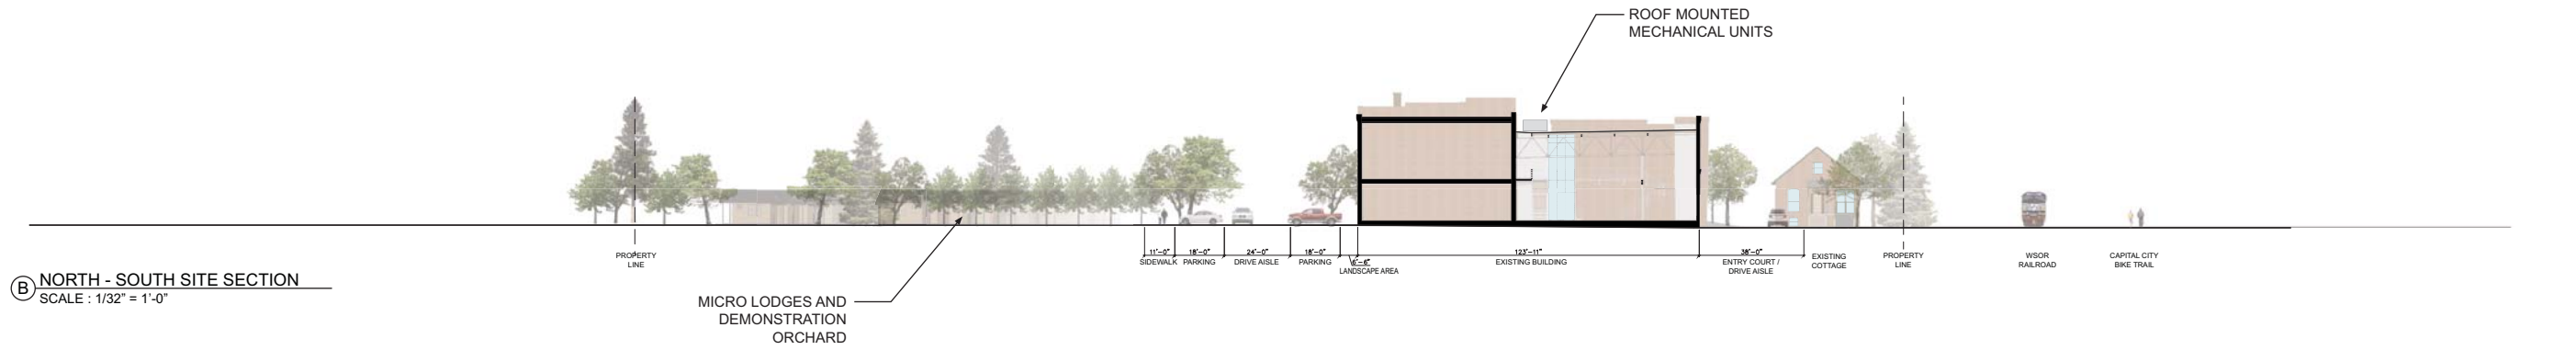 ROOF MOUNTED
MECHANICAL UNITS
11'-0"
18'-0"
24'-0"
18'-0"
6'-6"
123'-11"
38'-0"
PROPERTY
LINE
SIDEWALK
PARKING
DRIVE AISLE
PARKING
LANDSCAPE AREA
EXISTING BUILDING
ENTRY COURT /
DRIVE AISLE
EXISTING
COTTAGE
PROPERTY
LINE
WSOR
RAILROAD
CAPITAL CITY
BIKE TRAIL
B
NORTH - SOUTH SITE SECTION
SCALE : 1/32" = 1'-0"
MICRO LODGES AND
DEMONSTRATION
ORCHARD